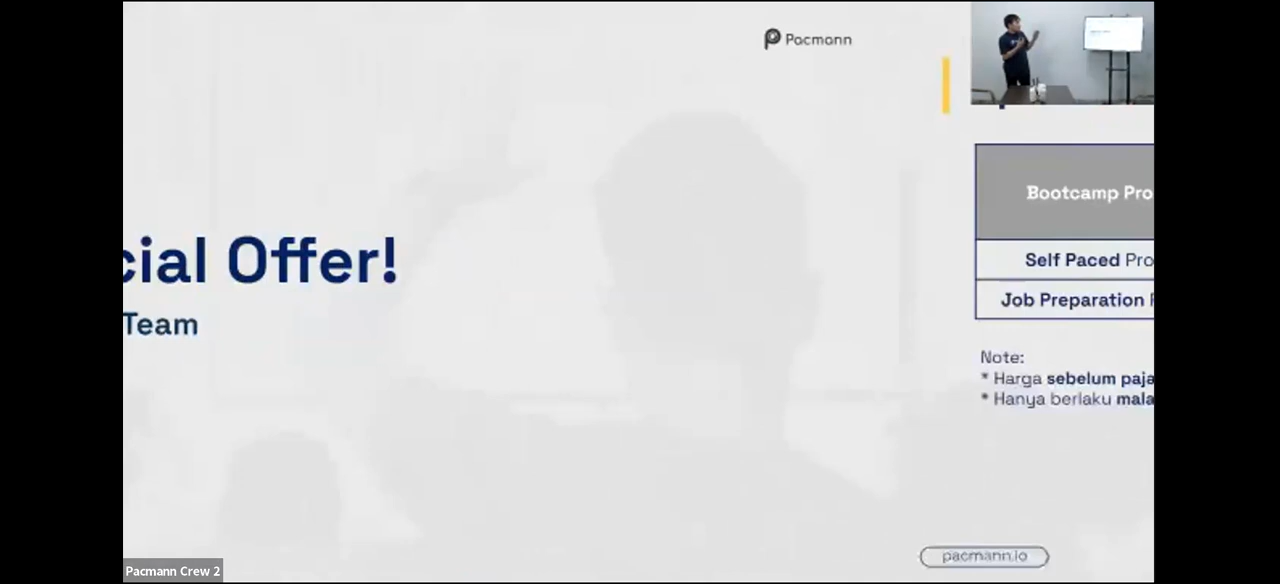 Pacmann
cial Offer!
Team
Bootcamp Pro
Self Paced Pro
Job Preparation
Note:
* Harga sebelum paja
* Hanya berlaku mala
pacmann.io
Pacmann Crew 2